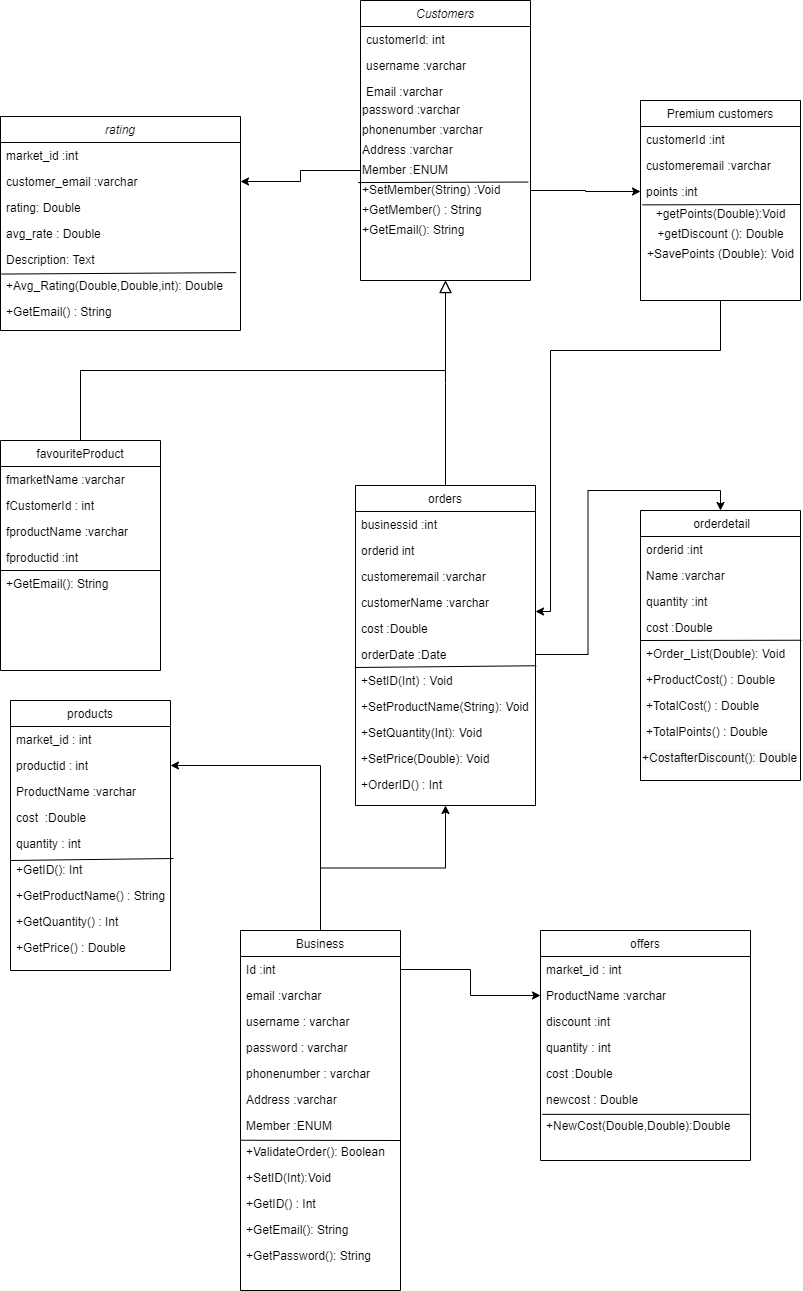 Customers
customerId: int
username :varchar
Email :varchar
password :varchar
phonenumber :varchar
Address :varchar
Member :ENUM
+SetMember(String) :Void
+GetMember() : String
+GetEmail(): String
Premium customers
customerId :int
customeremail :varchar
points :int
+getPoints(Double):Void
+getDiscount (): Double
+SavePoints (Double): Void
rating
market_id :int
customer_email :varchar
rating: Double
avg_rate : Double
Description: Text
+Avg_Rating(Double,Double,int): Double
+GetEmail() : String
favouriteProduct
fmarketName :varchar
fCustomerId : int
fproductName :varchar
fproductid :int
+GetEmail(): String
orders
businessid :int
orderid int
customeremail :varchar
customerName :varchar
cost :Double
orderDate :Date
+SetID(Int) : Void
+SetProductName(String): Void
+SetQuantity(Int): Void
+SetPrice(Double): Void
+OrderID() : Int
orderdetail
orderid :int
Name :varchar
quantity :int
cost :Double
+Order_List(Double): Void
+ProductCost() : Double
+TotalCost() : Double
+TotalPoints() : Double
+CostafterDiscount(): Double
products
market_id : int
productid : int
ProductName :varchar
cost :Double
quantity : int
+GetID(): Int
+GetProductName() : String
+GetQuantity() : Int
+GetPrice() : Double
Business
Id :int
email :varchar
username : varchar
password : varchar
phonenumber : varchar
Address :varchar
Member :ENUM
+ValidateOrder(): Boolean
+SetID(Int):Void
+GetID() : Int
+GetEmail(): String
+GetPassword(): String
offers
market_id : int
ProductName :varchar
discount :int
quantity : int
cost :Double
newcost : Double
+NewCost(Double,Double):Double